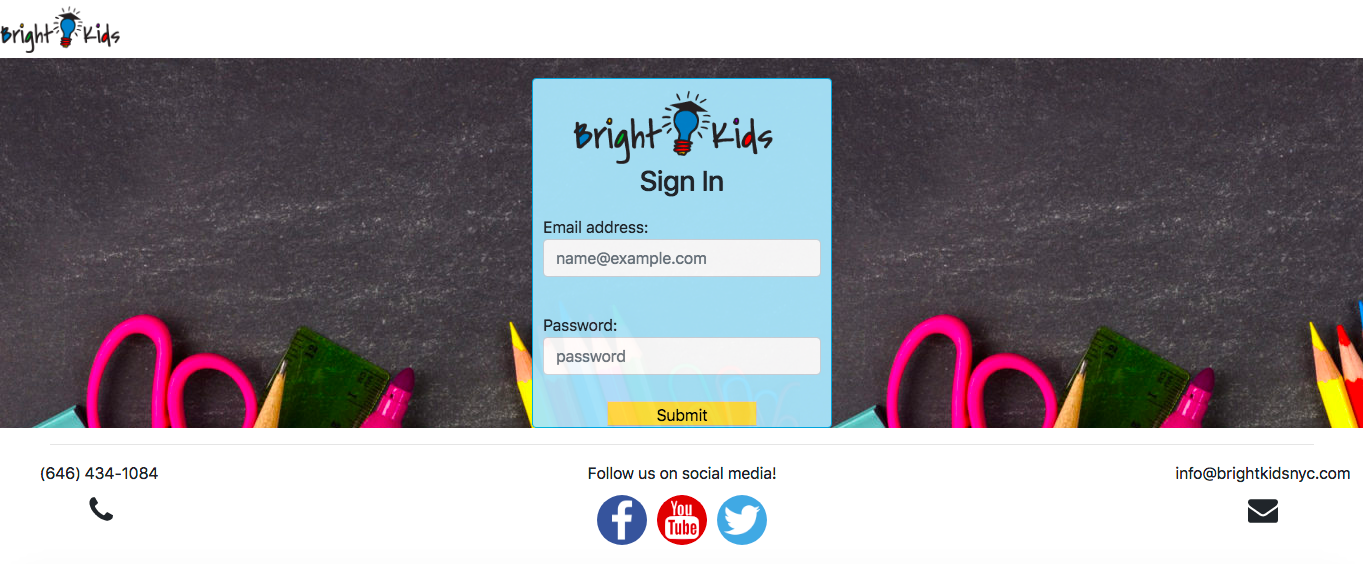 Bright Kids
Bright Kids
Sign In
Email address:
name@example.com
Password:
password
Submit
(646) 434-1084
Follow us on social media!
info@brightkidsnyc.com
f
You
Tube